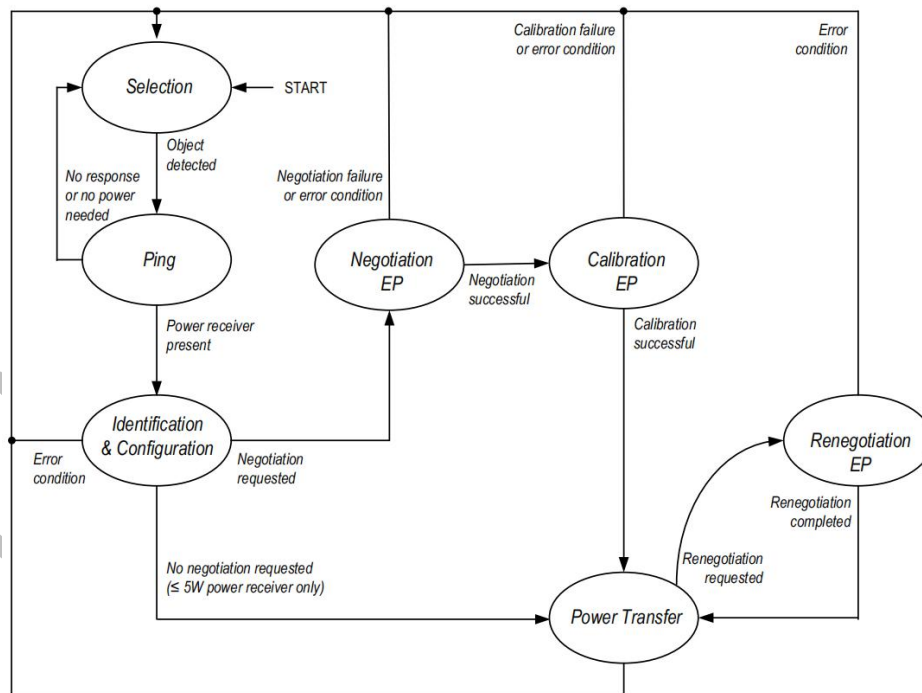 Calibration failure
or error condition
Error
condition
Selection
START
Object
detected
No response
or no power
needed
Negotiation failure
or error condition
Ping
Negotiation
EP
Negotiation
successful
Calibration
EP
Power receiver
present
Calibration
successful
Identification
& Configuration
Error
condition
Negotiation
requested
Renegotiation
EP
Renegotiation
completed
No negotiation requested
(≤ 5W power receiver only)
Renegotiation
requested
Power Transfer